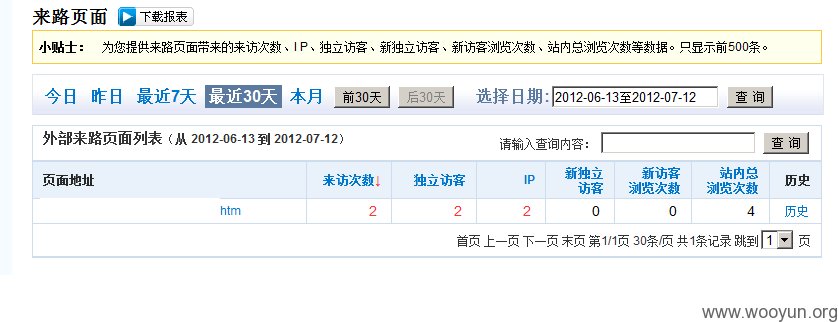 来路页面 下载报表
小贴士： 为您提供来路页面带来的来访次数、IP、独立访客、新独立访客、新访客浏览次数、站内总浏览次数等数据。只显示前500条。
今日 昨日 最近7天 最近30天 本月 前30天 后30天 选择日期: 2012-06-13至2012-07-12 查 询
外部来路页面列表（从 2012-06-13 到 2012-07-12） 请输入查询内容： 查 询
页面地址 来访次数↓ 独立访客 IP 新独立访客 新访客浏览次数 站内总浏览次数 历史
htm 2 2 2 0 0 4 历史
首页 上一页 下一页 末页 第1/1页 30条/页 共1条记录 跳到 1 页
www.wooyun.org